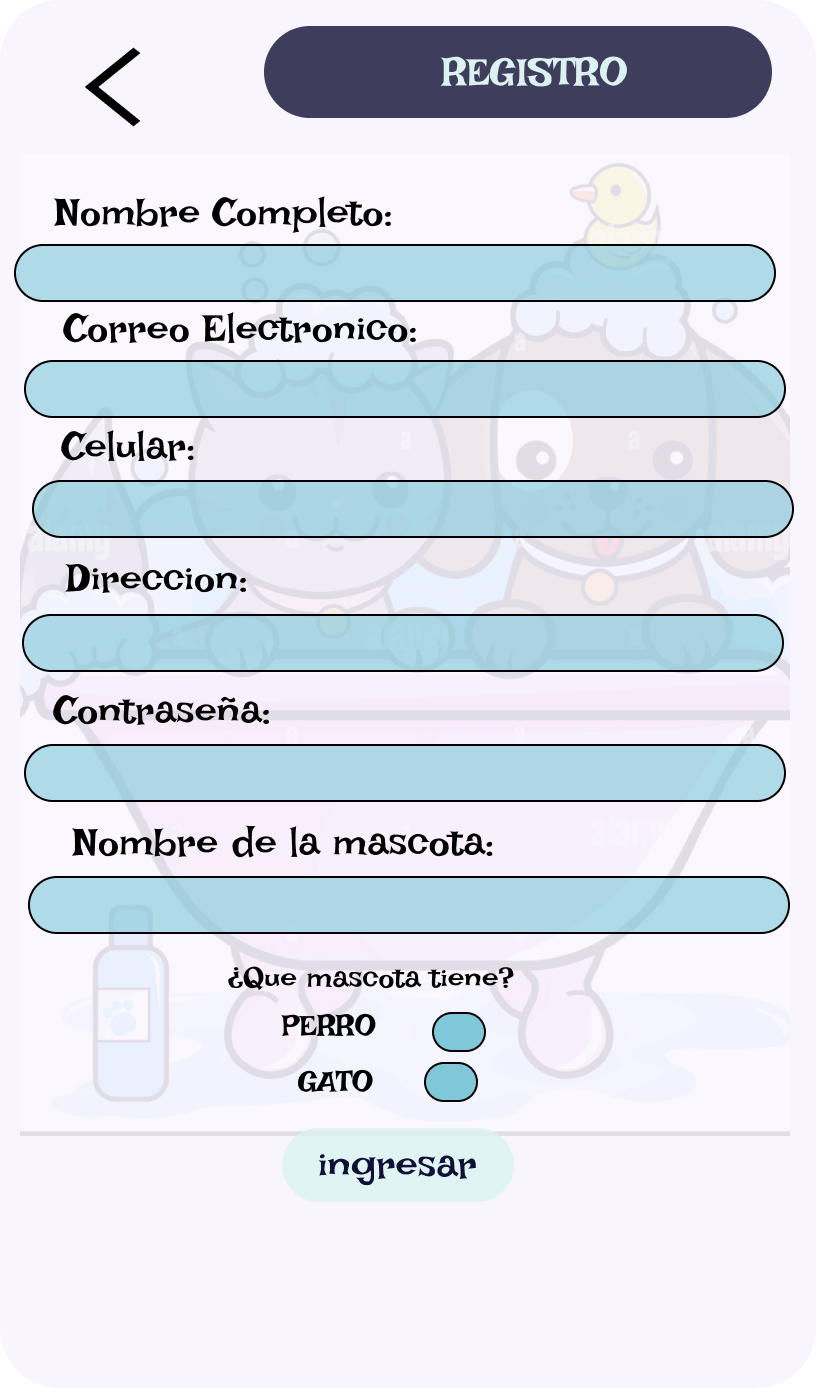 REGISTRO
Nombre Completo:
Correo Electronico:
Celular:
Direccion:
Contraseña:
Nombre de la mascota:
¿Que mascota tiene?
PERRO
GATO
ingresar